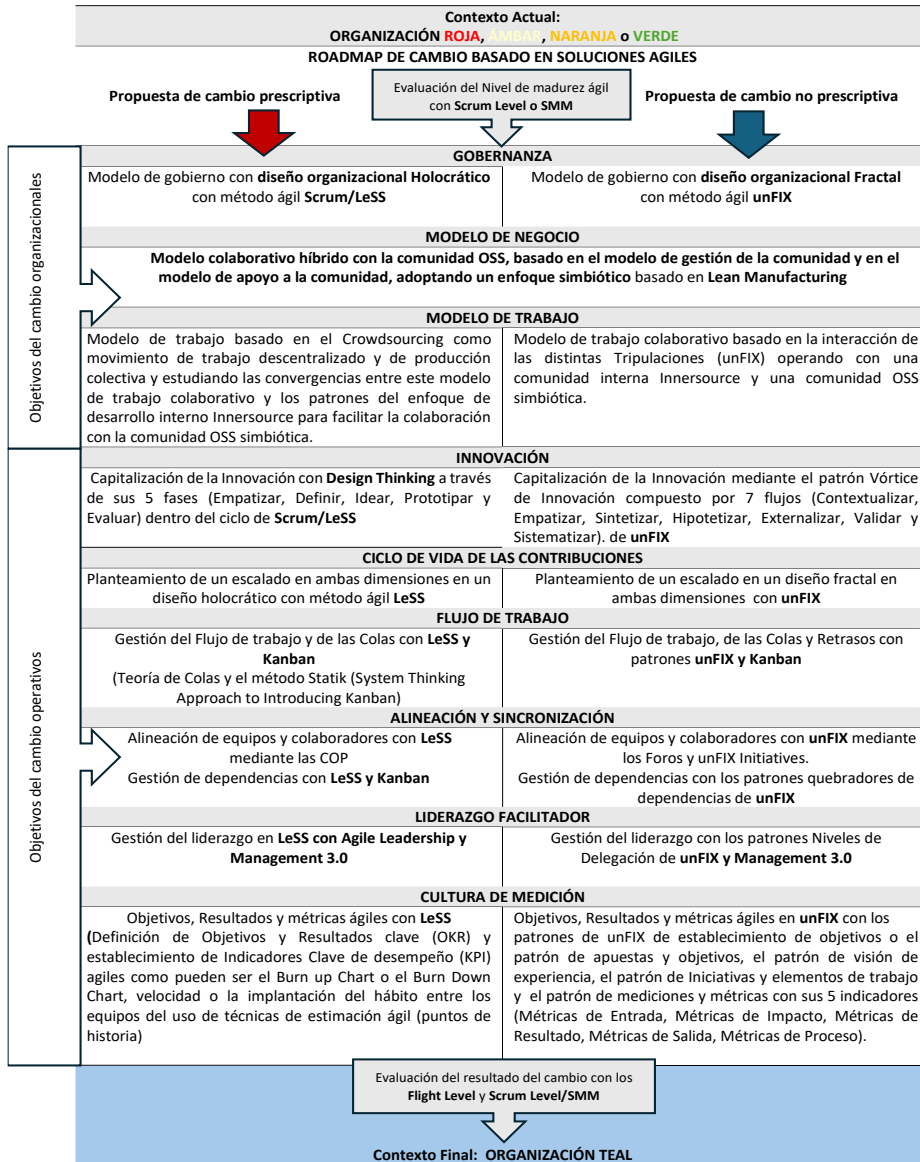 Contexto Actual:
ORGANIZACIÓN ROJA, ÁMBAR, NARANJA o VERDE
ROADMAP DE CAMBIO BASADO EN SOLUCIONES AGILES
Propuesta de cambio prescriptiva
Evaluación del Nivel de madurez ágil
con Scrum Level o SMM
Propuesta de cambio no prescriptiva
Objetivos del cambio organizacionales
GOBERNANZA
Modelo de gobierno con diseño organizacional Holocrático
con método ágil Scrum/LeSS
Modelo de gobierno con diseño organizacional Fractal
con método ágil unFIX
MODELO DE NEGOCIO
Modelo colaborativo híbrido con la comunidad OSS, basado en el modelo de gestión de la comunidad y en el
modelo de apoyo a la comunidad, adoptando un enfoque simbiótico basado en Lean Manufacturing
MODELO DE TRABAJO
Modelo de trabajo basado en el Crowdsourcing como
movimiento de trabajo descentralizado y de producción
colectiva y estudiando las convergencias entre este modelo
de trabajo colaborativo y los patrones del enfoque de
desarrollo interno Innersource para facilitar la colaboración
con la comunidad OSS simbiótica.
Modelo de trabajo colaborativo basado en la interacción de
las distintas Tripulaciones (unFIX) operando con una
comunidad interna Innersource y una comunidad OSS
simbiótica.
Objetivos del cambio operativos
INNOVACIÓN
Capitalización de la Innovación con Design Thinking a través
de sus 5 fases (Empatizar, Definir, Idear, Prototipar y
Evaluar) dentro del ciclo de Scrum/LeSS
Capitalización de la Innovación mediante el patrón Vórtice
de Innovación compuesto por 7 flujos (Contextualizar,
Empatizar, Sintetizar, Hipotetizar, Externalizar, Validar y
Sistematizar). de unFIX
CICLO DE VIDA DE LAS CONTRIBUCIONES
Planteamiento de un escalado en ambas dimensiones en un
diseño holocrático con método ágil LeSS
Planteamiento de un escalado en un diseño fractal en
ambas dimensiones con unFIX
FLUJO DE TRABAJO
Gestión del Flujo de trabajo y de las Colas con LeSS y
Kanban
(Teoría de Colas y el método Statik (System Thinking
Approach to Introducing Kanban)
Gestión del Flujo de trabajo, de las Colas y Retrasos con
patrones unFIX y Kanban
ALINEACIÓN Y SINCRONIZACIÓN
Alineación de equipos y colaboradores con LeSS
mediante las COP
Gestión de dependencias con LeSS y Kanban
Alineación de equipos y colaboradores con unFIX mediante
los Foros y unFIX Initiatives.
Gestión de dependencias con los patrones quebradores de
dependencias de unFIX
LIDERAZGO FACILITADOR
Gestión del liderazgo en LeSS con Agile Leadership y
Management 3.0
Gestión del liderazgo con los patrones Niveles de
Delegación de unFIX y Management 3.0
CULTURA DE MEDICIÓN
Objetivos, Resultados y métricas ágiles con LeSS
(Definición de Objetivos y Resultados clave (OKR) y
establecimiento de Indicadores Clave de desempeño (KPI)
agiles como pueden ser el Burn up Chart o el Burn Down
Chart, velocidad o la implantación del hábito entre los
equipos del uso de técnicas de estimación ágil (puntos de
historia)
Objetivos, Resultados y métricas ágiles en unFIX con los
patrones de unFIX de establecimiento de objetivos o el
patrón de apuestas y objetivos, el patrón de visión de
experiencia, el patrón de Iniciativas y elementos de trabajo
y el patrón de mediciones y métricas con sus 5 indicadores
(Métricas de Entrada, Métricas de Impacto, Métricas de
Resultado, Métricas de Salida, Métricas de Proceso).
Evaluación del resultado del cambio con los
Flight Level y Scrum Level/SMM
Contexto Final: ORGANIZACIÓN TEAL